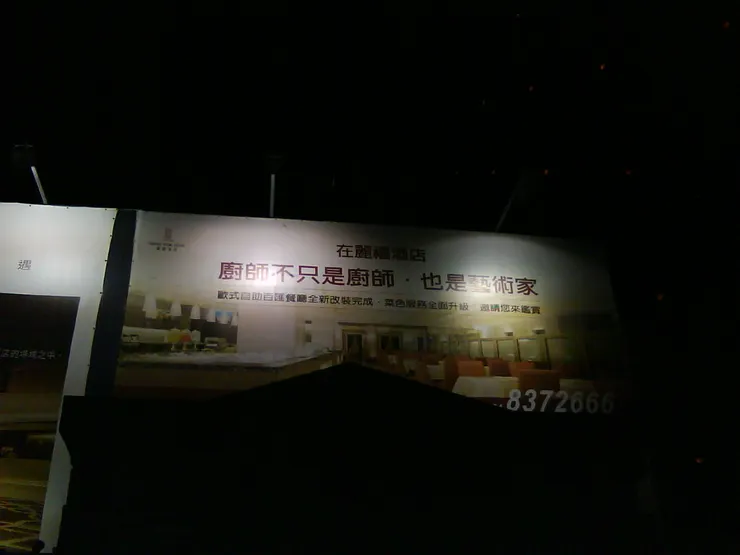 遇
在麗禧酒店
廚師不只是廚師．也是藝術家
歐式自助百匯餐廳全新改裝完成，菜色服務全面升級，邀請您來鑑賞
8372666